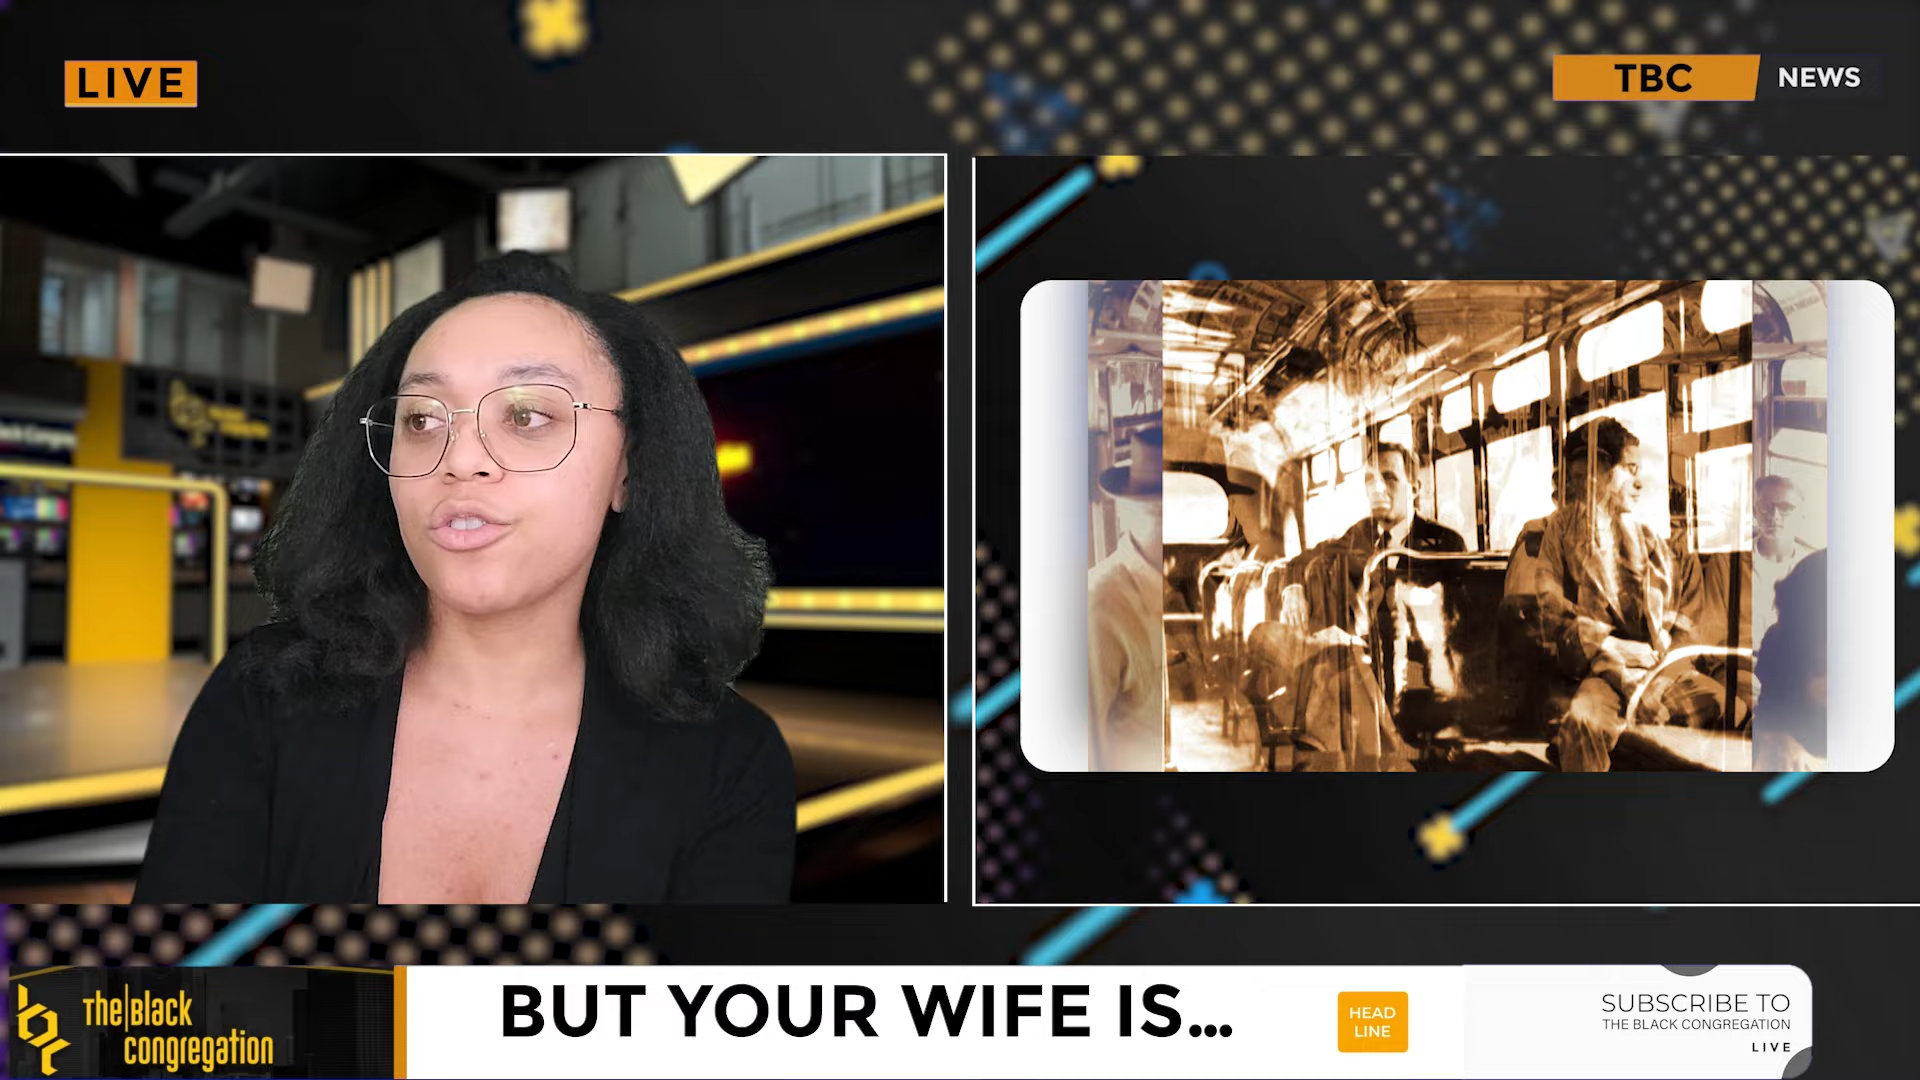 LIVE
TBC NEWS
BUT YOUR WIFE IS...
HEAD
LINE
SUBSCRIBE TO
THE BLACK CONGREGATION
LIVE
The Black
congregation